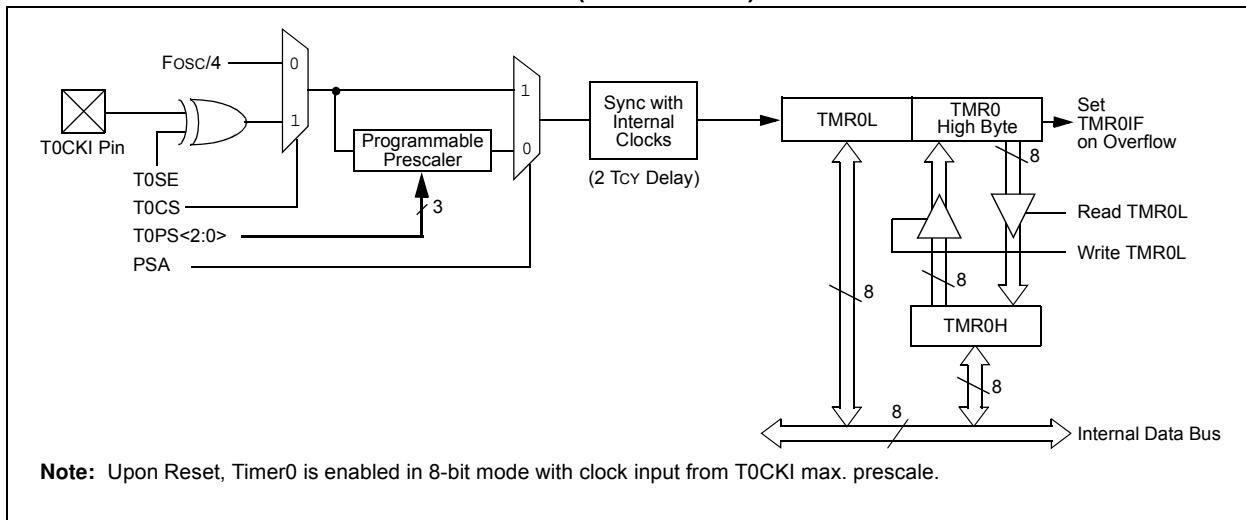 FOSC/4
0
1
T0CKI Pin
T0SE
T0CS
T0PS<2:0>
PSA
Programmable
Prescaler
3
1
0
Sync with
Internal
Clocks
(2 TCY Delay)
TMR0L
TMR0
High Byte
Set
TMR0IF
on Overflow
8
Read TMR0L
Write TMR0L
8
8
TMR0H
8
8
Internal Data Bus
Note: Upon Reset, Timer0 is enabled in 8-bit mode with clock input from T0CKI max. prescale.